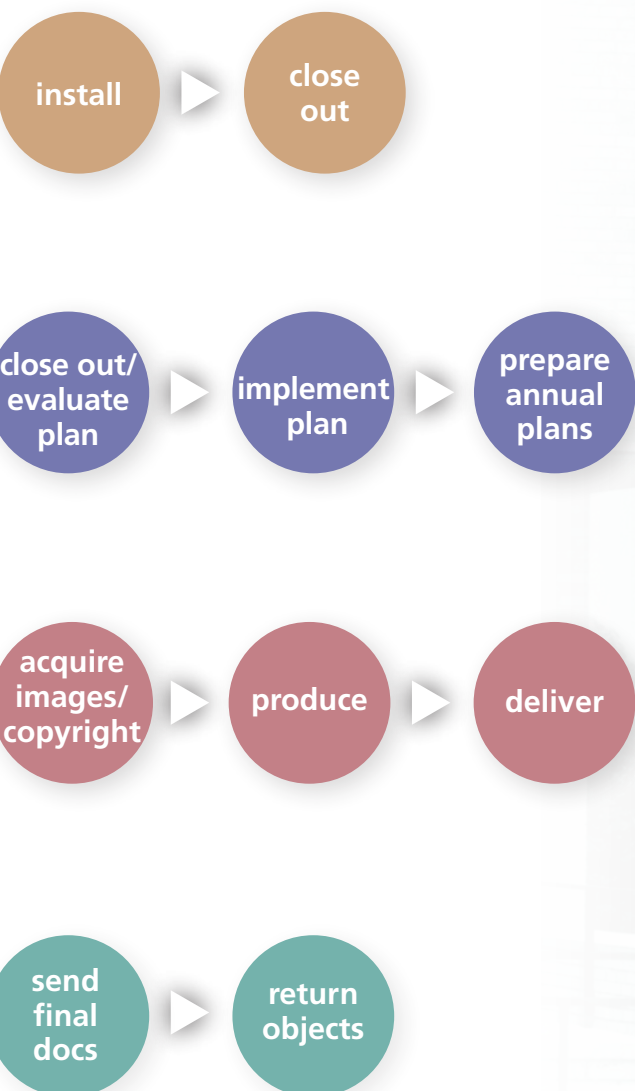 install
close
out
close out/
evaluate
plan
implement
plan
prepare
annual
plans
acquire
images/
copyright
produce
deliver
send
final
docs
return
objects